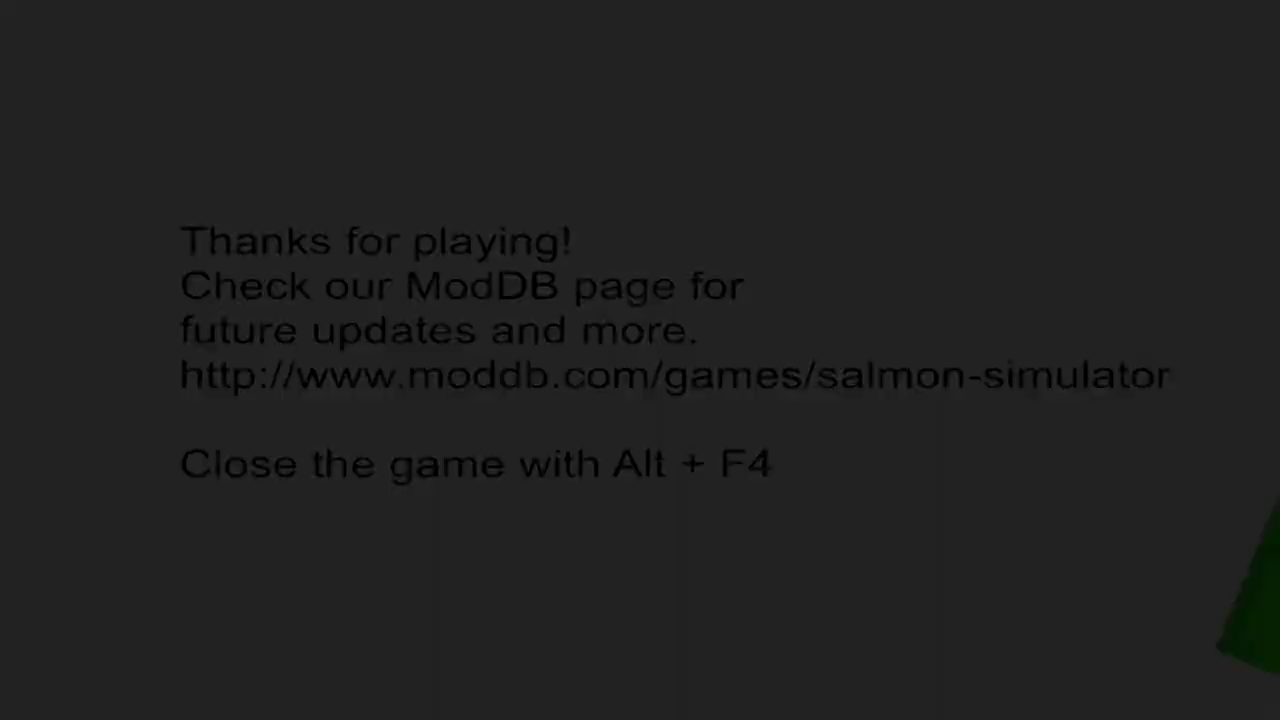 Thanks for playing!
Check our ModDB page for
future updates and more.
http://www.moddb.com/games/salmon-simulator
Close the game with Alt + F4